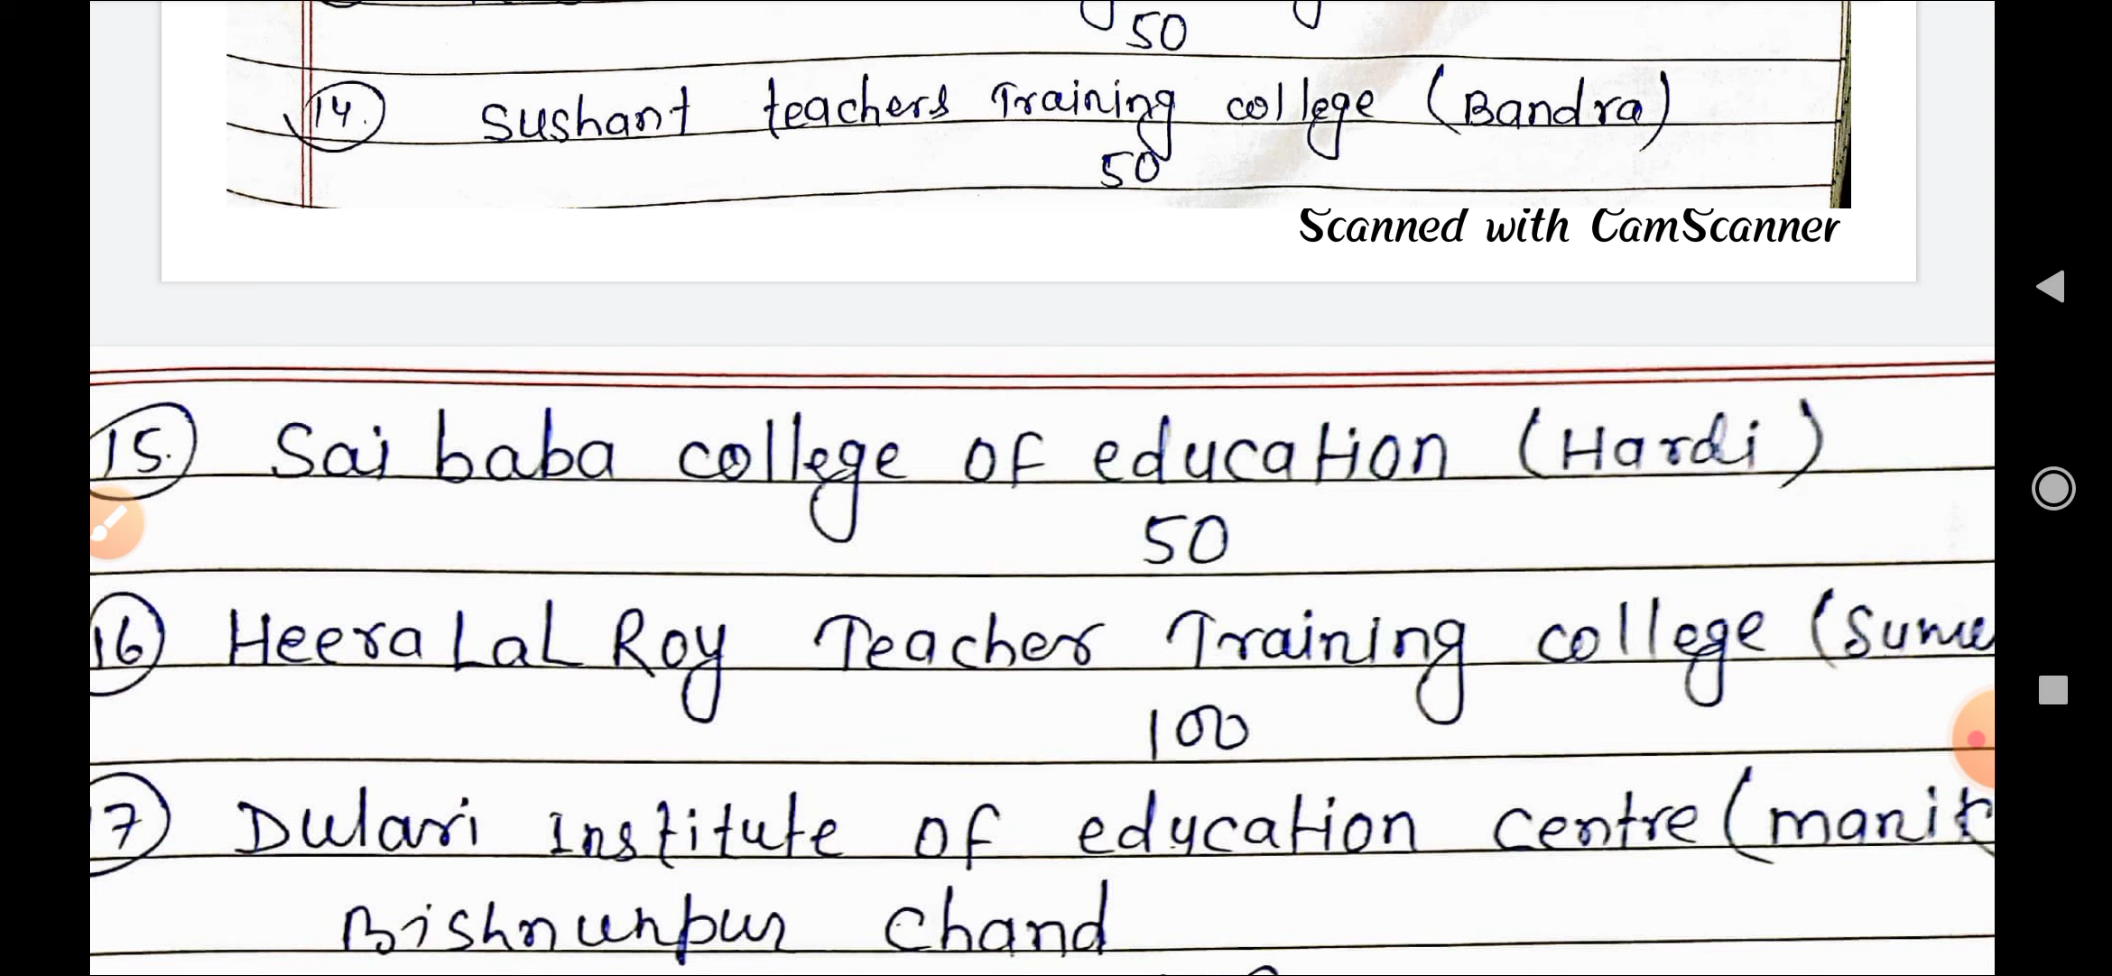 50
14. Sushant teachers Training college (Bandra)
50
Scanned with CamScanner
15. Sai baba college of education (Hardi)
50
16 Heera Lal Roy Teacher Training college
100
7 Dulari Institute of education centre
Chand